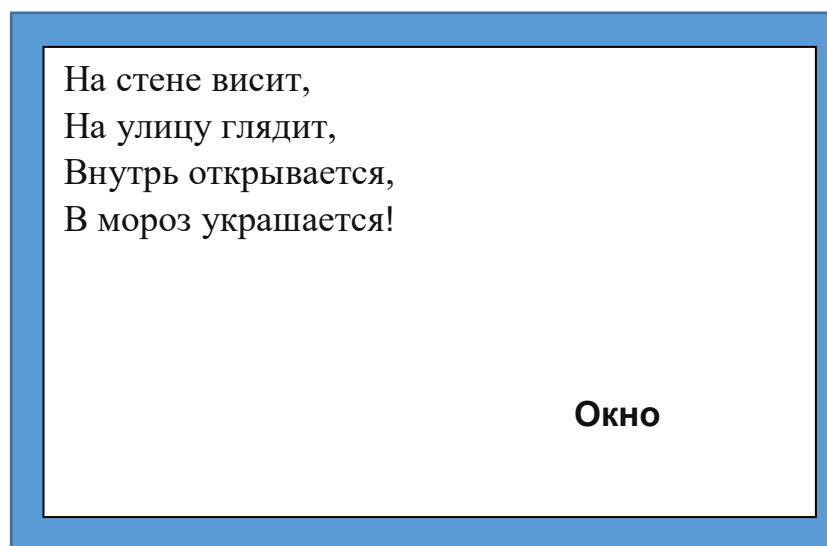 На стене висит,
На улицу глядит,
Внутрь открывается,
В мороз украшается!
Окно